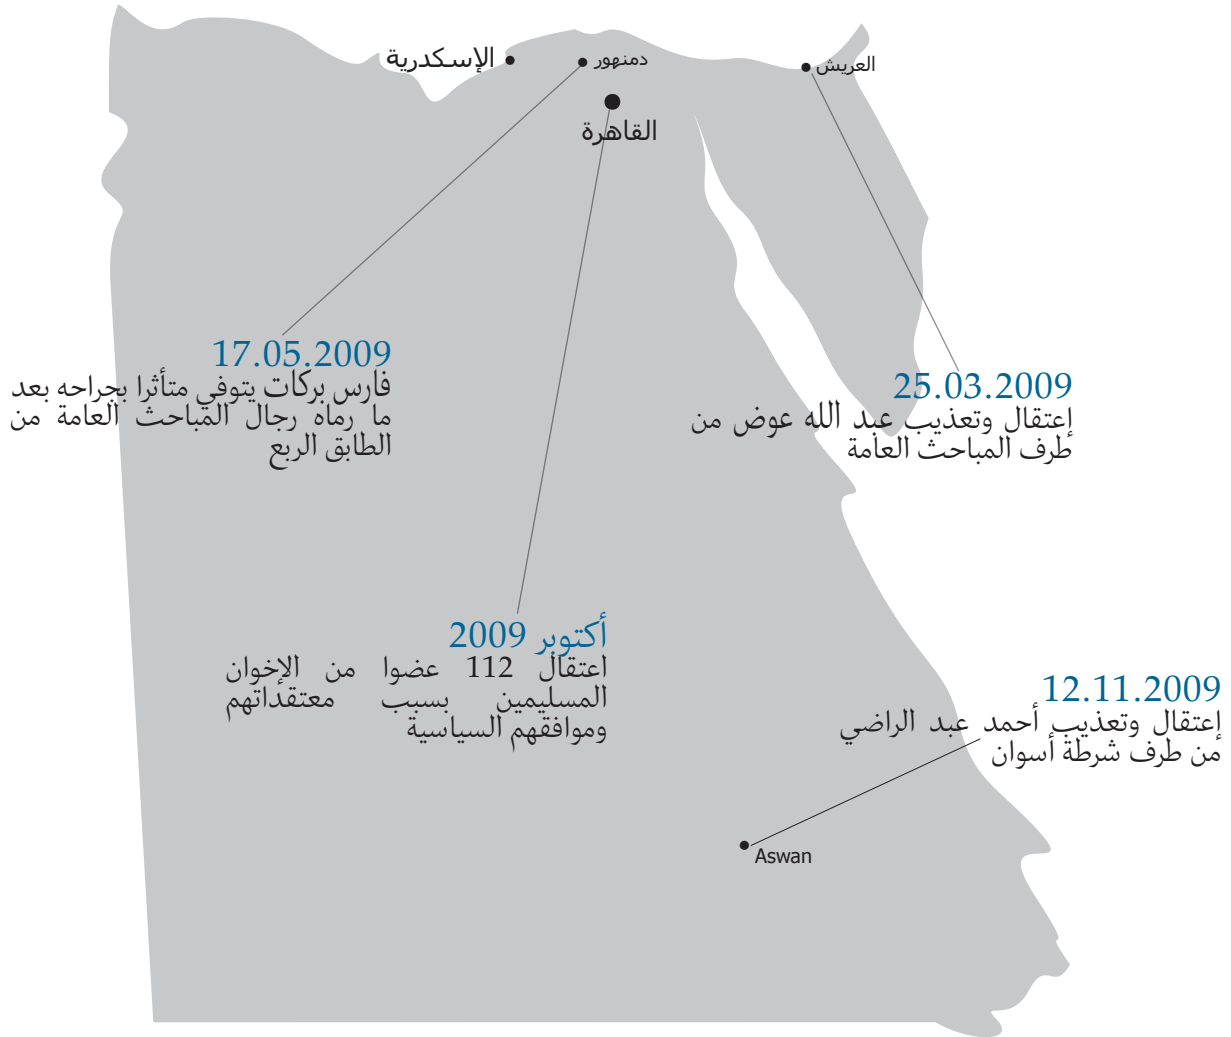 الإسكدرية
دمنهور
العريش
القاهرة
17.05.2009
فارس بركات يتوفي متأثرا بجراحه بعد
ما رماه رجال المباحث العامة من
الطابق الربع
25.03.2009
إعتقال وتعذيب عبد الله عوض من
طرف المباحث العامة
أكتوبر 2009
اعتقال 112 عضوا من الإخوان
المسليمين بسبب معتقداتهم
وموافقهم السياسية
12.11.2009
إعتقال وتعذيب أحمد عبد الراضي
من طرف شرطة أسوان
Aswan